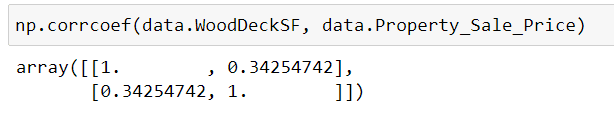 np.corrcoef(data.WoodDeckSF, data.Property_Sale_Price)
array([[1.        , 0.34254742],
       [0.34254742, 1.        ]])